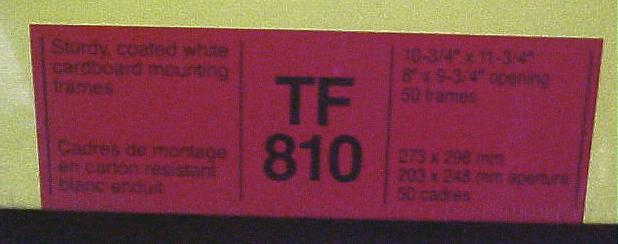 Sturdy, coated white
cardboard mounting
frames
Cadres de montage
en carton resistant
blanc enduit
TF
810
10-3/4" x 11-3/4"
8" x 9-3/4" opening
50 frames
273 x 298 mm
203 x 248 mm aperture
50 cadres